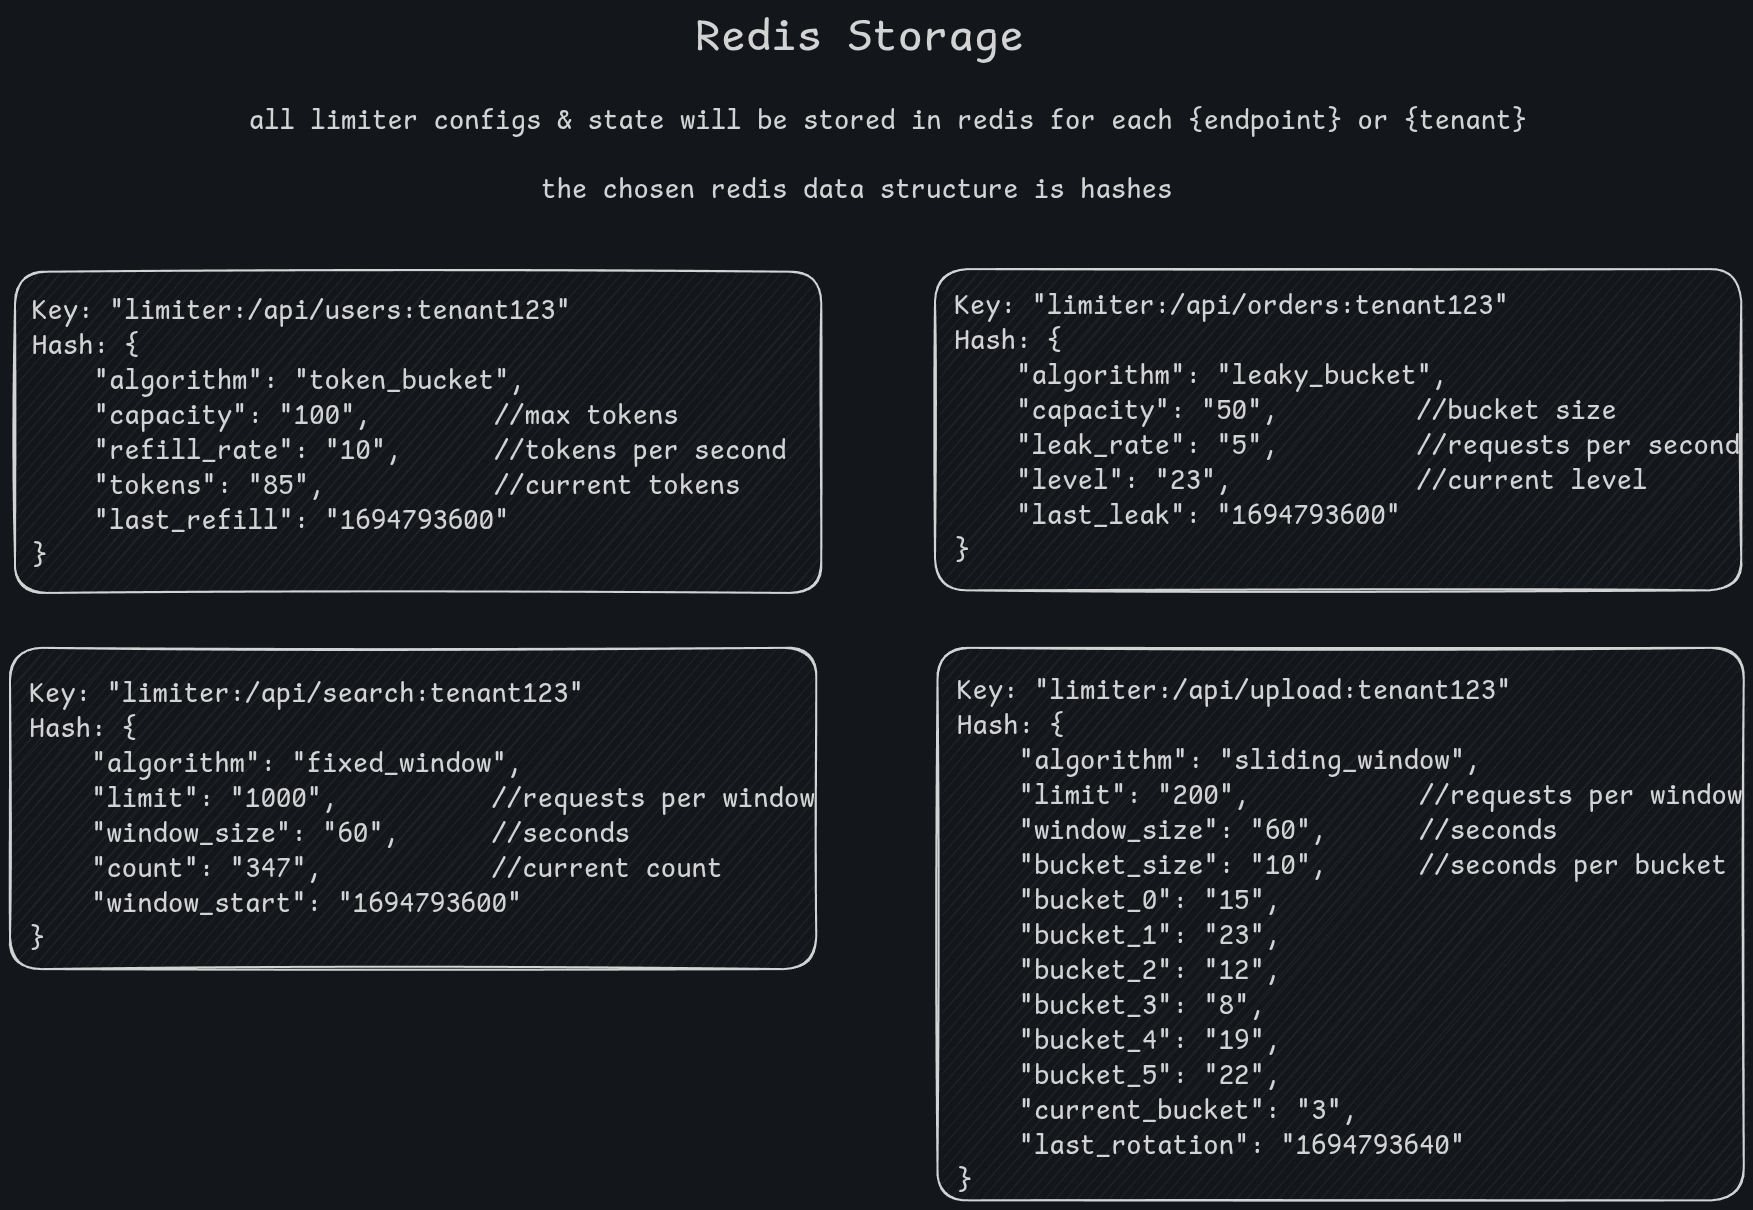 Redis Storage
all limiter configs & state will be stored in redis for each {endpoint} or {tenant}
the chosen redis data structure is hashes
Key: "limiter:/api/users:tenant123"
Hash: {
"algorithm": "token_bucket",
"capacity": "100", //max tokens
"refill_rate": "10", //tokens per second
"tokens": "85", //current tokens
"last_refill": "1694793600"
}
Key: "limiter:/api/orders:tenant123"
Hash: {
"algorithm": "leaky_bucket",
"capacity": "50", //bucket size
"leak_rate": "5", //requests per second
"level": "23", //current level
"last_leak": "1694793600"
}
Key: "limiter:/api/search:tenant123"
Hash: {
"algorithm": "fixed_window",
"limit": "1000", //requests per window
"window_size": "60", //seconds
"count": "347", //current count
"window_start": "1694793600"
}
Key: "limiter:/api/upload:tenant123"
Hash: {
"algorithm": "sliding_window",
"limit": "200", //requests per window
"window_size": "60", //seconds
"bucket_size": "10", //seconds per bucket
"bucket_0": "15",
"bucket_1": "23",
"bucket_2": "12",
"bucket_3": "8",
"bucket_4": "19",
"bucket_5": "22",
"current_bucket": "3",
"last_rotation": "1694793640"
}